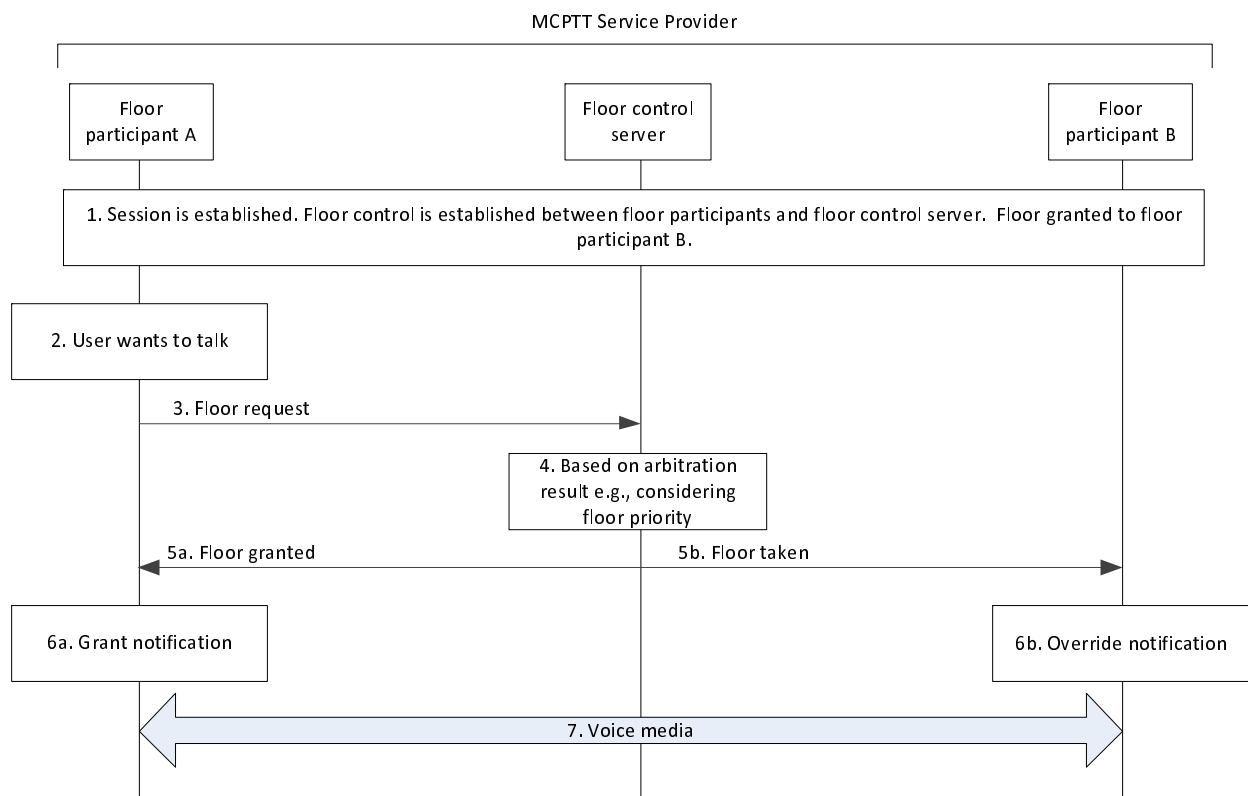 MCPTT Service Provider
Floor
participant A
Floor control
server
Floor
participant B
1. Session is established. Floor control is established between floor participants and floor control server.  Floor granted to floor
participant B.
2. User wants to talk
3. Floor request
4. Based on arbitration
result e.g., considering
floor priority
5a. Floor granted
5b. Floor taken
6a. Grant notification
6b. Override notification
7. Voice media